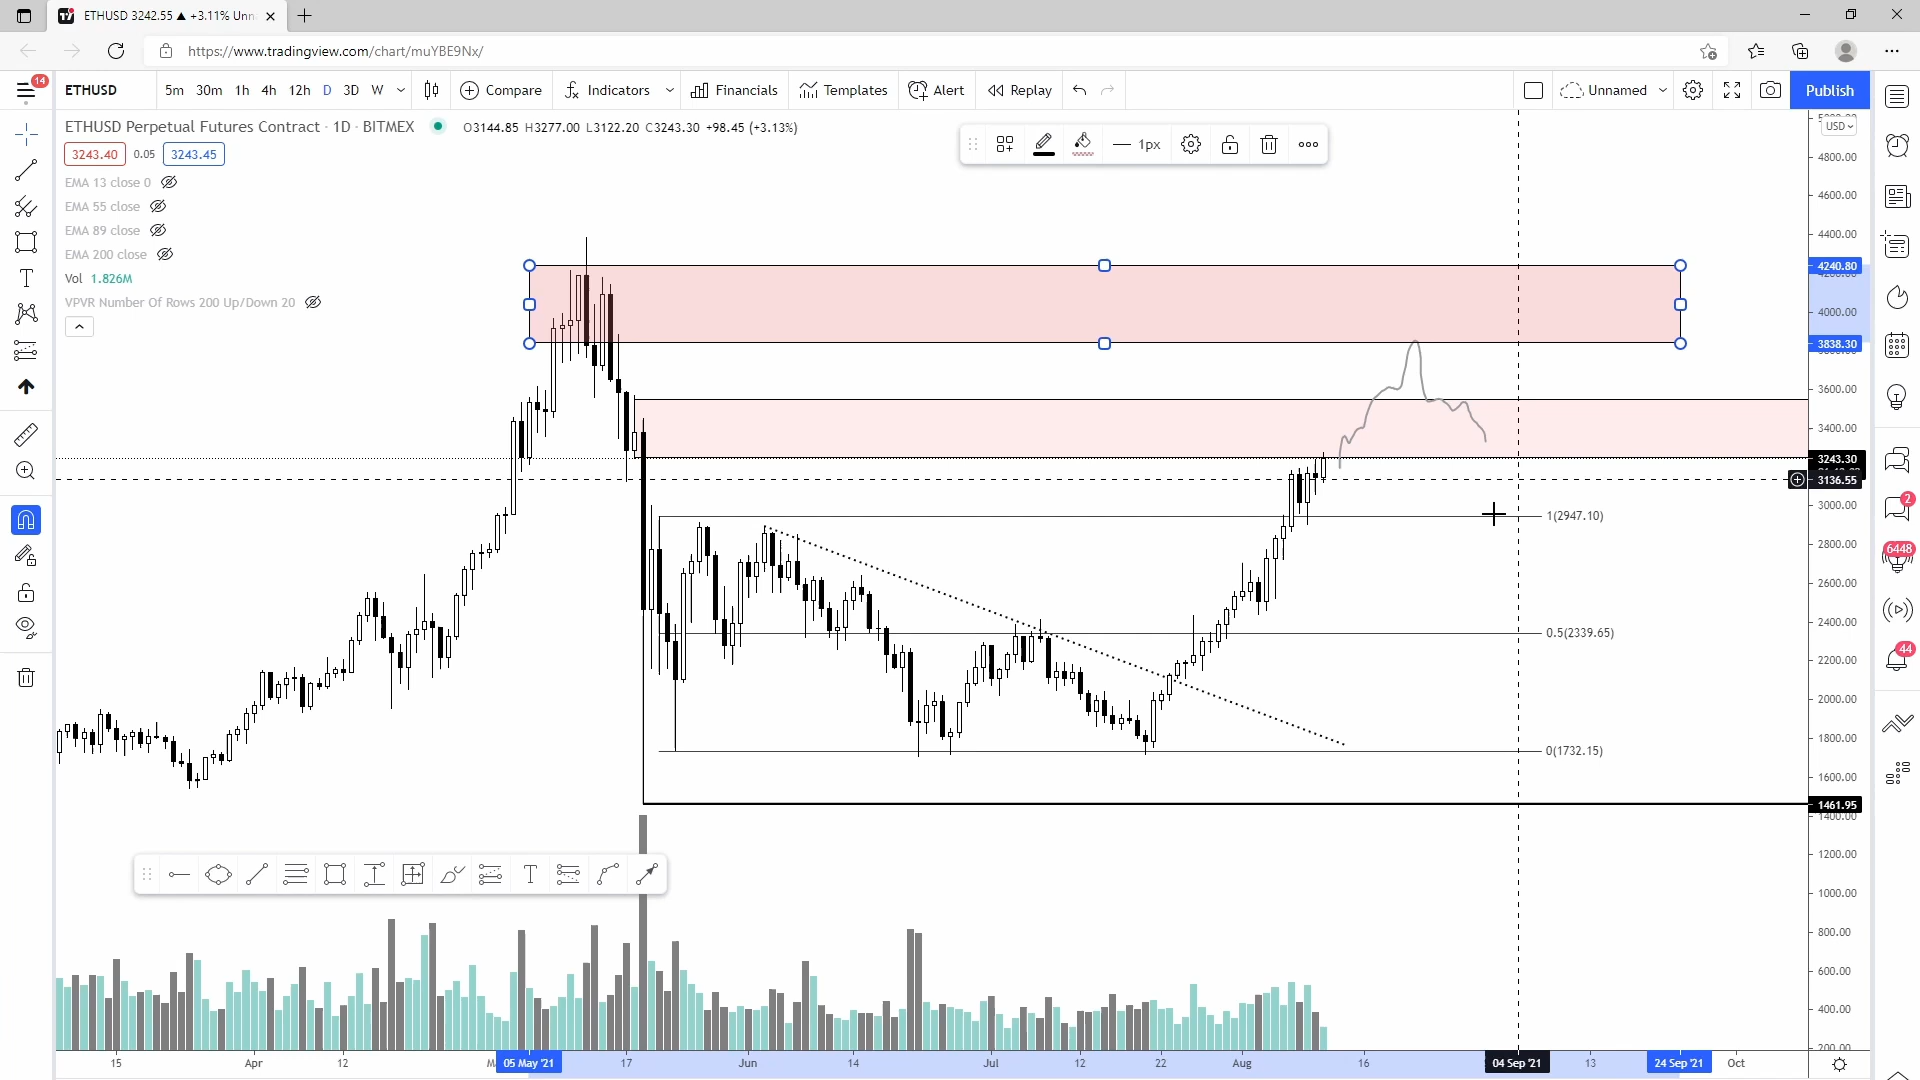 ETHUSD 3242.55 ▲ +3.11% Unn
https://www.tradingview.com/chart/muYBE9Nx/
14
ETHUSD 5m 30m 1h 4h 12h D 3D W Compare Indicators Financials Templates Alert Replay Unnamed Publish
ETHUSD Perpetual Futures Contract · 1D · BITMEX O3144.85 H3277.00 L3122.20 C3243.30 +98.45 (+3.13%)
USD
1px
3243.40 0.05 3243.45
EMA 13 close 0
EMA 55 close
EMA 89 close
EMA 200 close
Vol 1.826M
VPVR Number Of Rows 200 Up/Down 20
4800.00
4600.00
4400.00
4240.80
4000.00
3838.30
3600.00
3400.00
3243.30
3136.55
3000.00
2800.00
2600.00
2400.00
2200.00
2000.00
1800.00
1600.00
1461.95
1400.00
1200.00
1000.00
800.00
600.00
400.00
200.00
1(2947.10)
0.5(2339.65)
0(1732.15)
T
T
2
6448
44
15 Apr 12 05 May '21 17 Jun 14 Jul 12 22 Aug 16 04 Sep '21 13 24 Sep '21 Oct